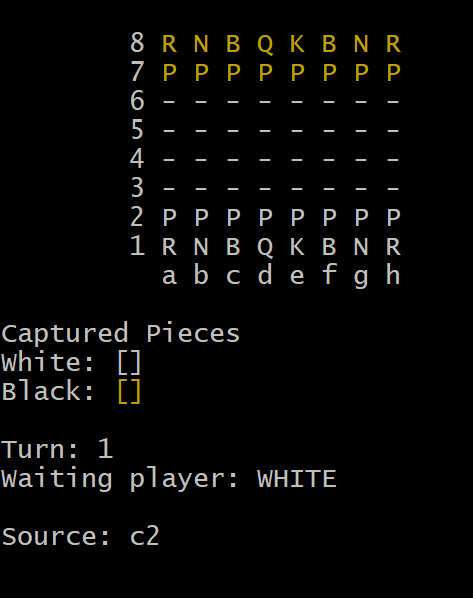 8 R N B Q K B N R
7 P P P P P P P P
6 - - - - - - - -
5 - - - - - - - -
4 - - - - - - - -
3 - - - - - - - -
2 P P P P P P P P
1 R N B Q K B N R
a b c d e f g h
Captured Pieces
White: []
Black: []
Turn: 1
Waiting player: WHITE
Source: c2